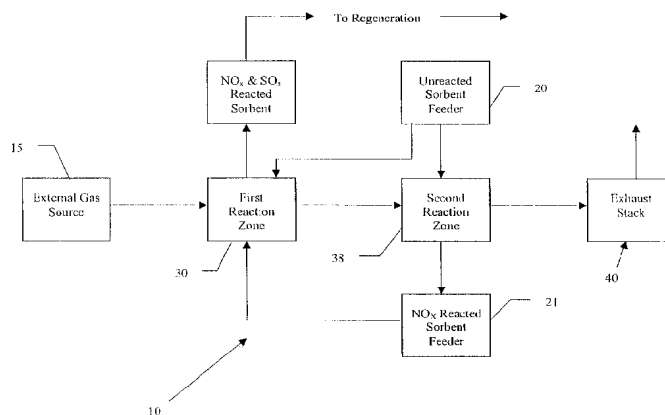 To Regeneration
NOx & SOx
Reacted
Sorbent
Unreacted
Sorbent
Feeder
20
15
External Gas
Source
First
Reaction
Zone
Second
Reaction
Zone
Exhaust
Stack
30
38
40
NOX Reacted
Sorbent
Feeder
21
10